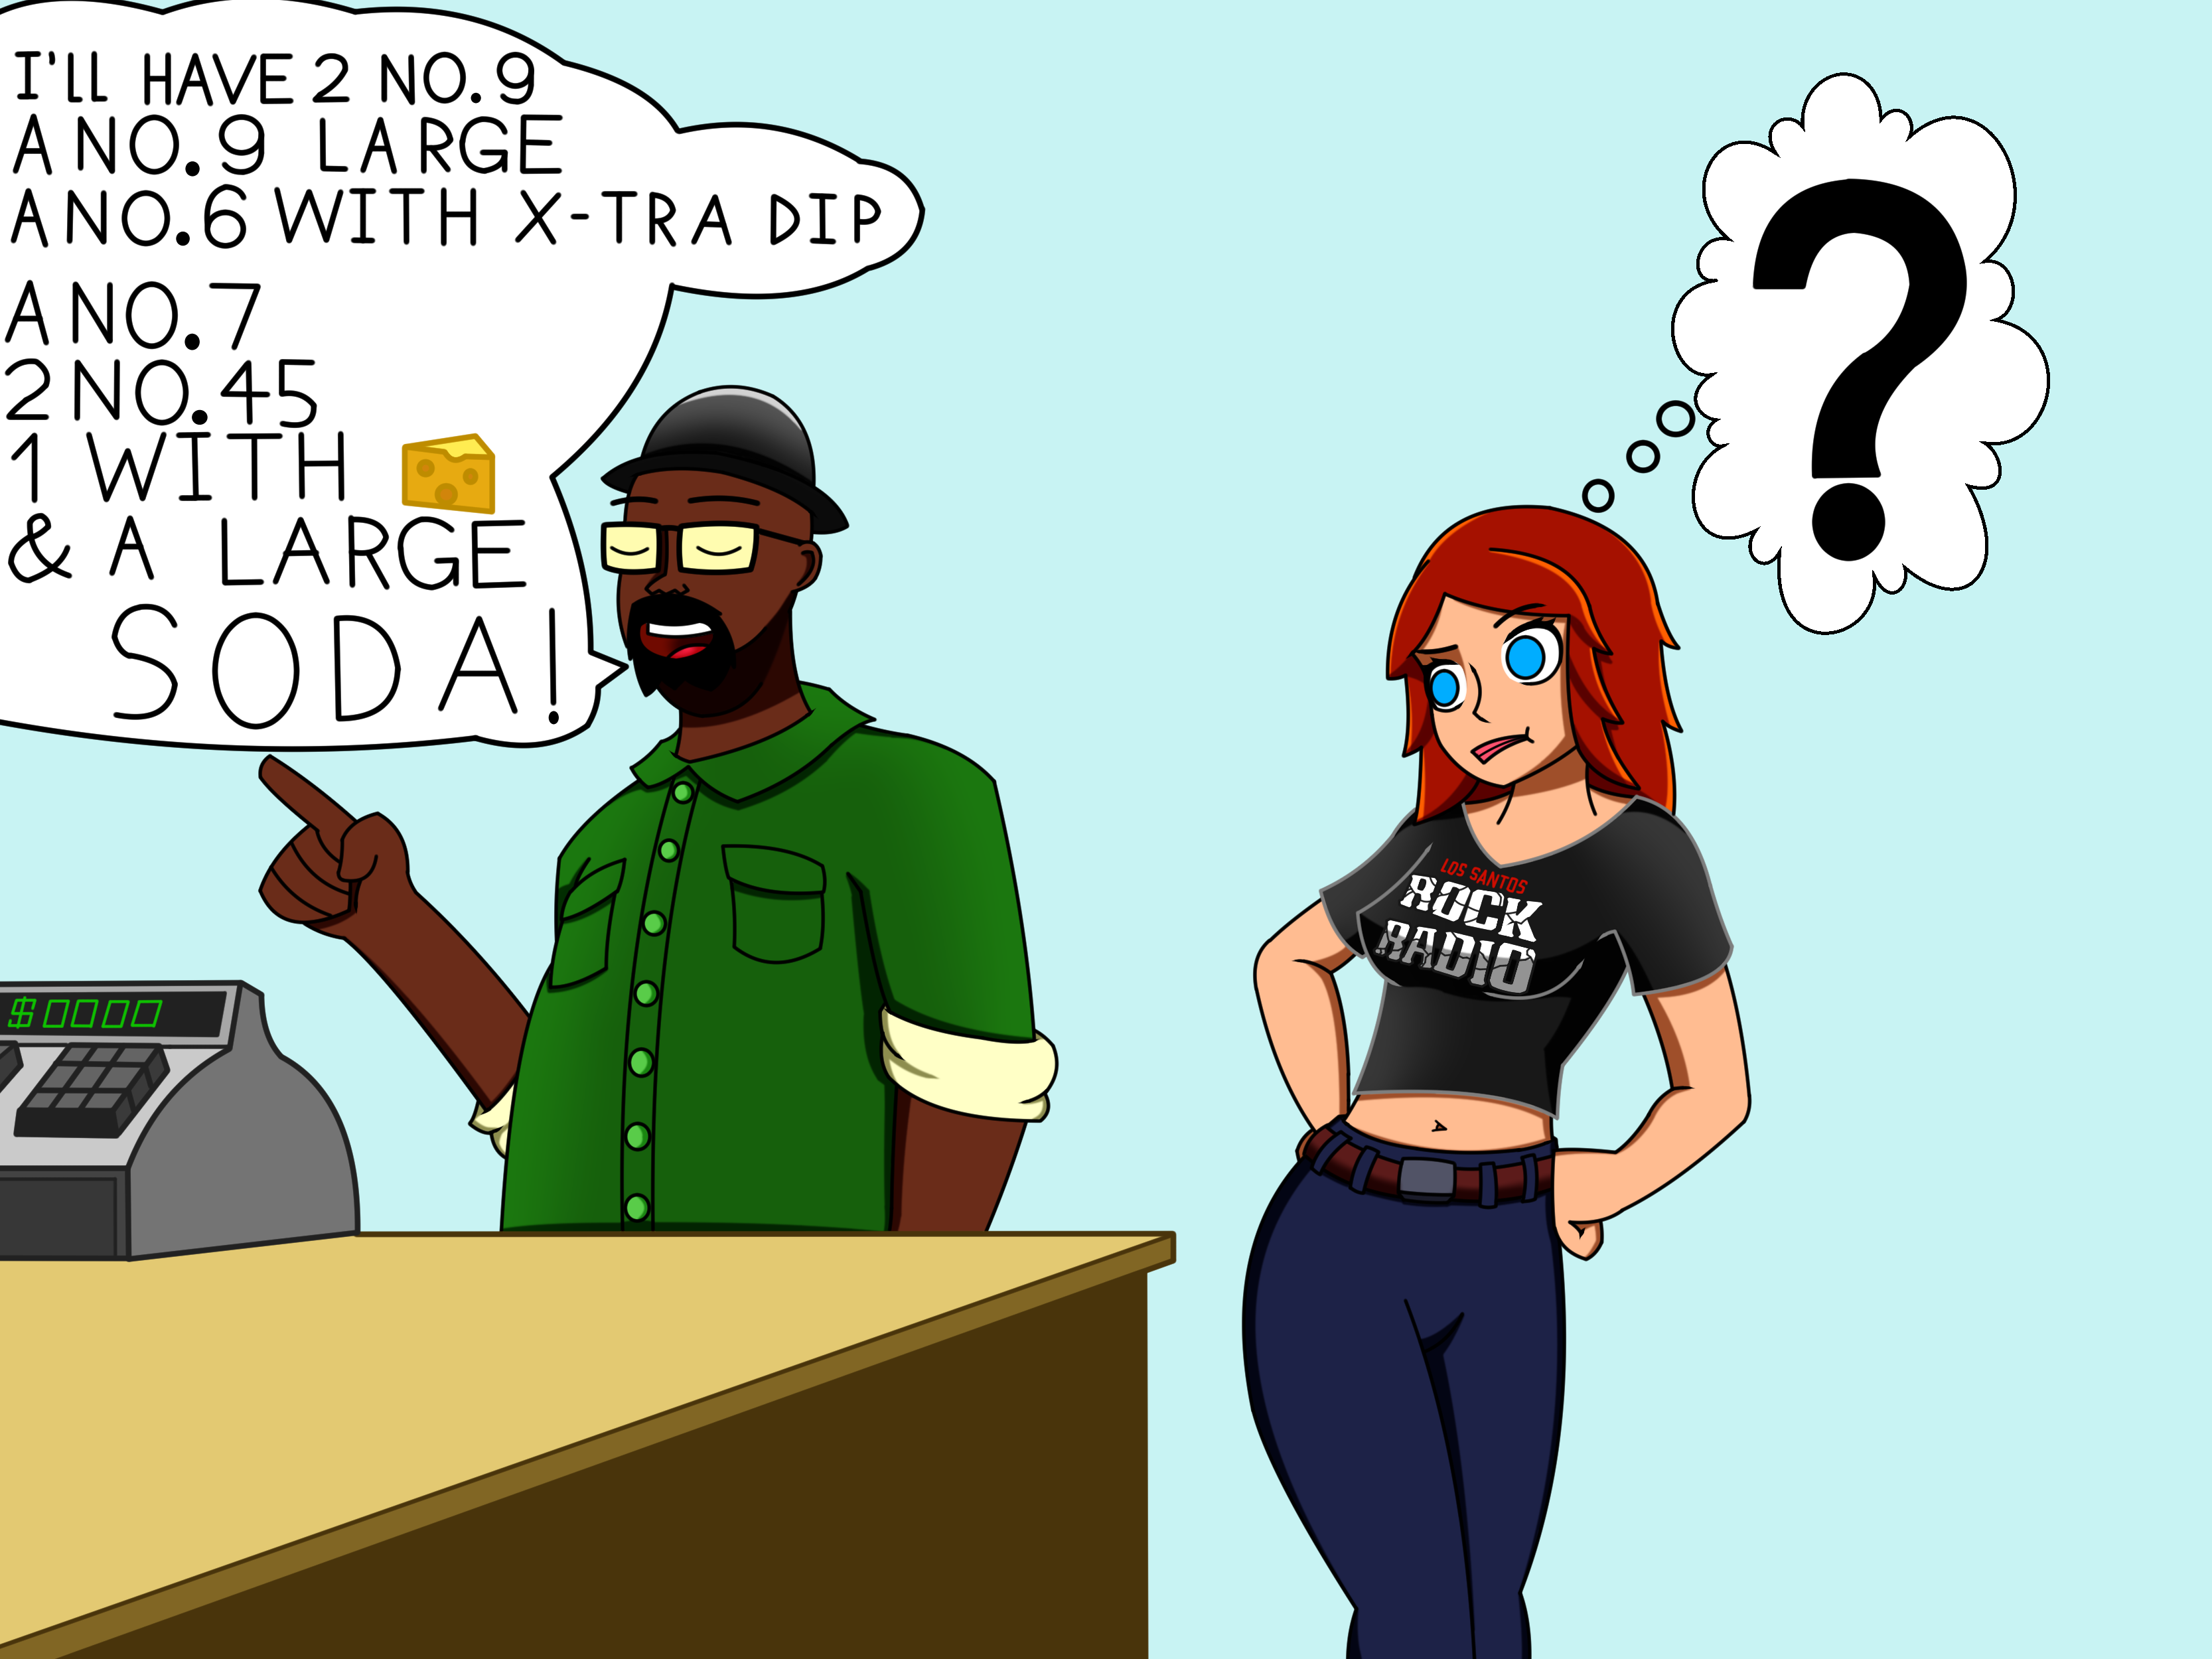 I'LL HAVE 2 NO.9
A NO.9 LARGE
A NO.6 WITH X-TRA DIP
A NO.7
2 NO.45
1 WITH
& A LARGE
SODA!
?
LOS SANTOS
ROCK
RADIO
$0000